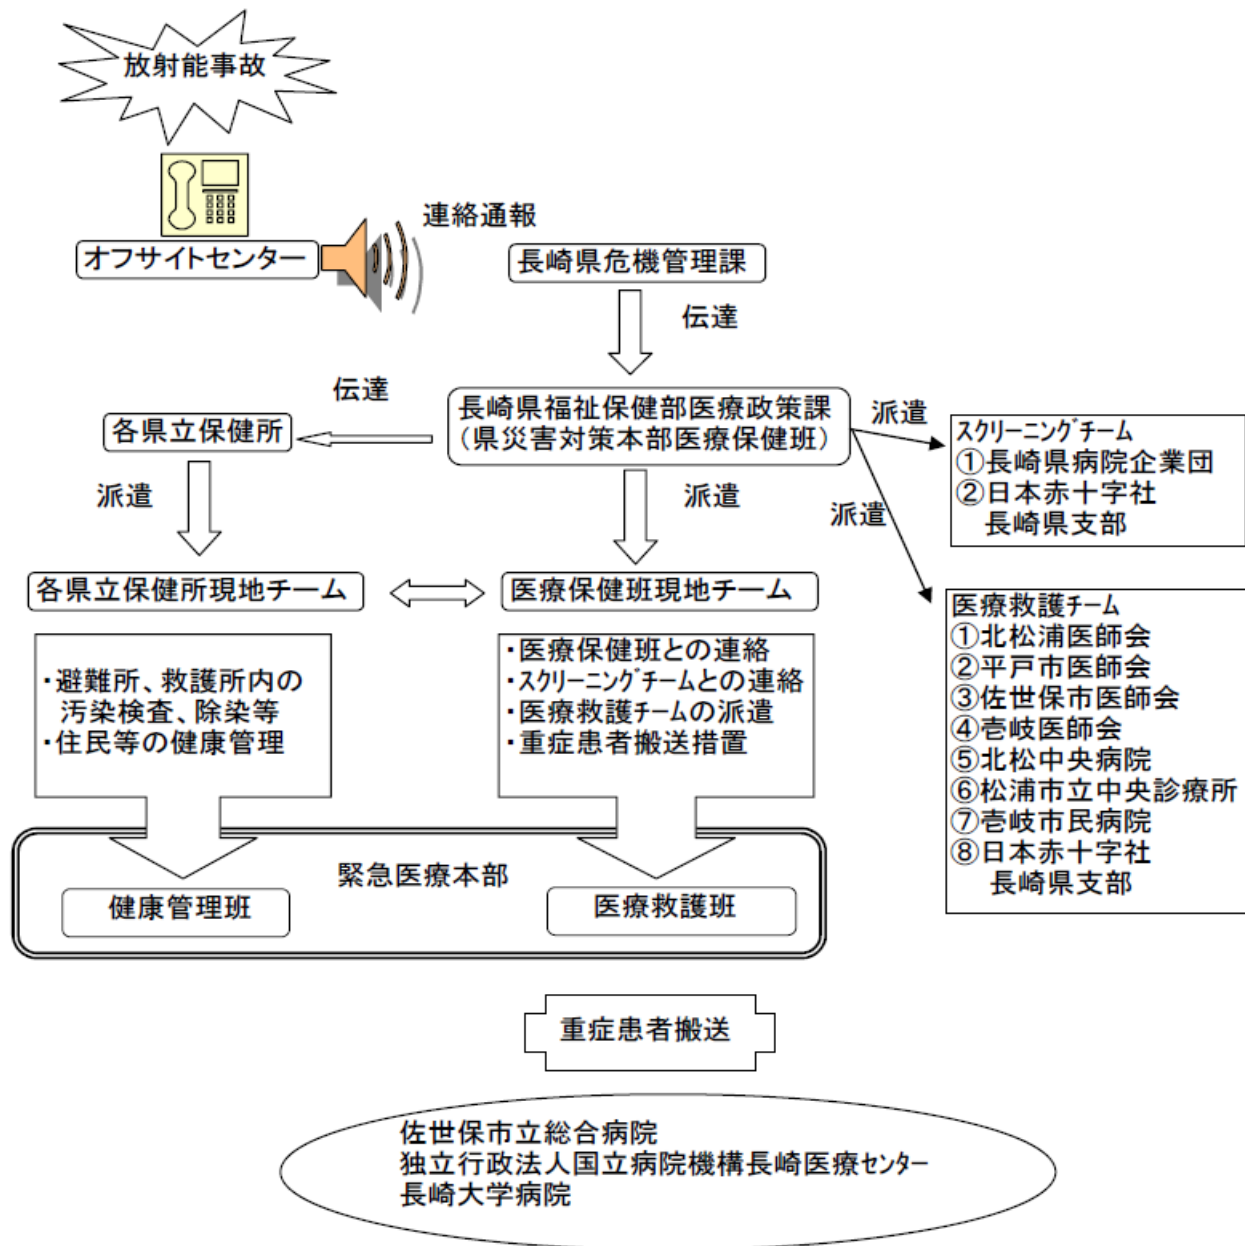 放射能事故
連絡通報
オフサイトセンター
長崎県危機管理課
伝達
伝達
長崎県福祉保健部医療政策課
（県災害対策本部医療保健班）
各県立保健所
派遣
スクリーニングチーム
①長崎県病院企業団
②日本赤十字社
長崎県支部
派遣
派遣
派遣
各県立保健所現地チーム
医療保健班現地チーム
医療救護チーム
①北松浦医師会
②平戸市医師会
③佐世保市医師会
④壱岐医師会
⑤北松中央病院
⑥松浦市立中央診療所
⑦壱岐市民病院
⑧日本赤十字社
長崎県支部
・避難所、救護所内の
汚染検査、除染等
・住民等の健康管理
・医療保健班との連絡
・スクリーニングチームとの連絡
・医療救護チームの派遣
・重症患者搬送措置
緊急医療本部
健康管理班
医療救護班
重症患者搬送
佐世保市立総合病院
独立行政法人国立病院機構長崎医療センター
長崎大学病院